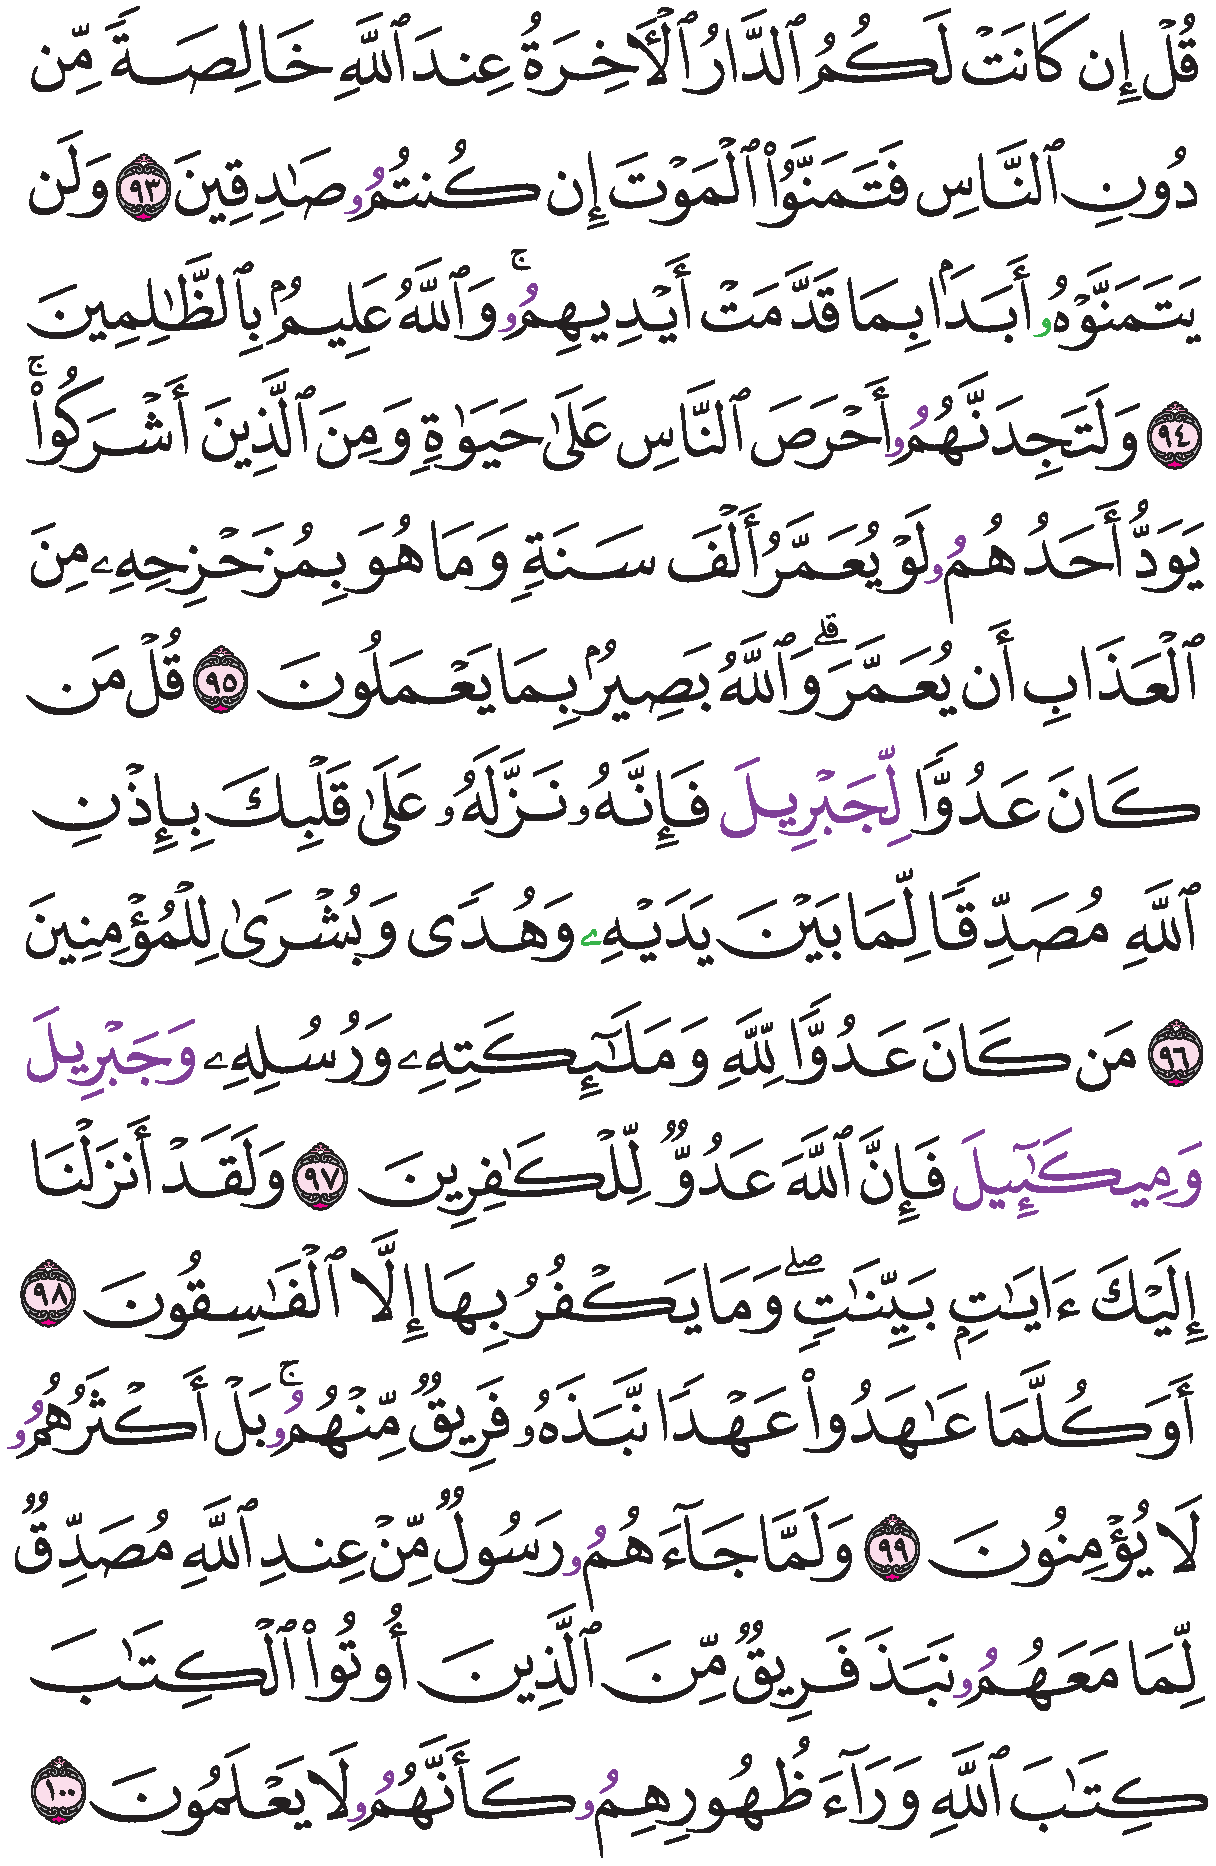 قُلْ إِن كَانَتْ لَكُمُ ٱلدَّارُ ٱلْأَخِرَةُ عِندَ ٱللَّهِ خَالِصَةً مِّن
دُونِ ٱلنَّاسِ فَتَمَنَّوُا۟ ٱلْمَوْتَ إِن كُنتُمُۥ صَٰدِقِينَ ٩٣ وَلَن
يَتَمَنَّوْهُۥ أَبَدَۢا بِمَا قَدَّمَتْ أَيْدِيهِمُۥ ۚ وَٱللَّهُ عَلِيمُۢ بِٱلظَّٰلِمِينَ
٩٤ وَلَتَجِدَنَّهُمُۥ أَحْرَصَ ٱلنَّاسِ عَلَىٰ حَيَوٰةٍ وَمِنَ ٱلَّذِينَ أَشْرَكُوا۟ ۚ
يَوَدُّ أَحَدُهُمُۥ لَوْ يُعَمَّرُ أَلْفَ سَنَةٍ وَمَا هُوَ بِمُزَحْزِحِهِۦ مِنَ
ٱلْعَذَابِ أَن يُعَمَّرَ ۗ وَٱللَّهُ بَصِيرُۢ بِمَا يَعْمَلُونَ ٩٥ قُلْ مَن
كَانَ عَدُوًّا لِّجَبْرِيلَ فَإِنَّهُۥ نَزَّلَهُۥ عَلَىٰ قَلْبِكَ بِإِذْنِ
ٱللَّهِ مُصَدِّقًا لِّمَا بَيْنَ يَدَيْهِۦ وَهُدًى وَبُشْرَىٰ لِلْمُؤْمِنِينَ
٩٦ مَن كَانَ عَدُوًّا لِلَّهِ وَمَلَٰٓئِكَتِهِۦ وَرُسُلِهِۦ وَجَبْرِيلَ
وَمِيكَٰٓئِيلَ فَإِنَّ ٱللَّهَ عَدُوٌّ لِّلْكَٰفِرِينَ ٩٧ وَلَقَدْ أَنزَلْنَا
إِلَيْكَ ءَايَٰتِۭ بَيِّنَٰتٍ ۖ وَمَا يَكْفُرُ بِهَا إِلَّا ٱلْفَٰسِقُونَ ٩٨
أَوَكُلَّمَا عَٰهَدُوا۟ عَهْدًا نَّبَذَهُۥ فَرِيقٌ مِّنْهُمُۥ ۚ بَلْ أَكْثَرُهُمُۥ
لَا يُؤْمِنُونَ ٩٩ وَلَمَّا جَآءَهُمُۥ رَسُولٌ مِّنْ عِندِ ٱللَّهِ مُصَدِّقٌ
لِّمَا مَعَهُمُۥ نَبَذَ فَرِيقٌ مِّنَ ٱلَّذِينَ أُوتُوا۟ ٱلْكِتَٰبَ
كِتَٰبَ ٱللَّهِ وَرَآءَ ظُهُورِهِمُۥ كَأَنَّهُمُۥ لَا يَعْلَمُونَ ١٠٠